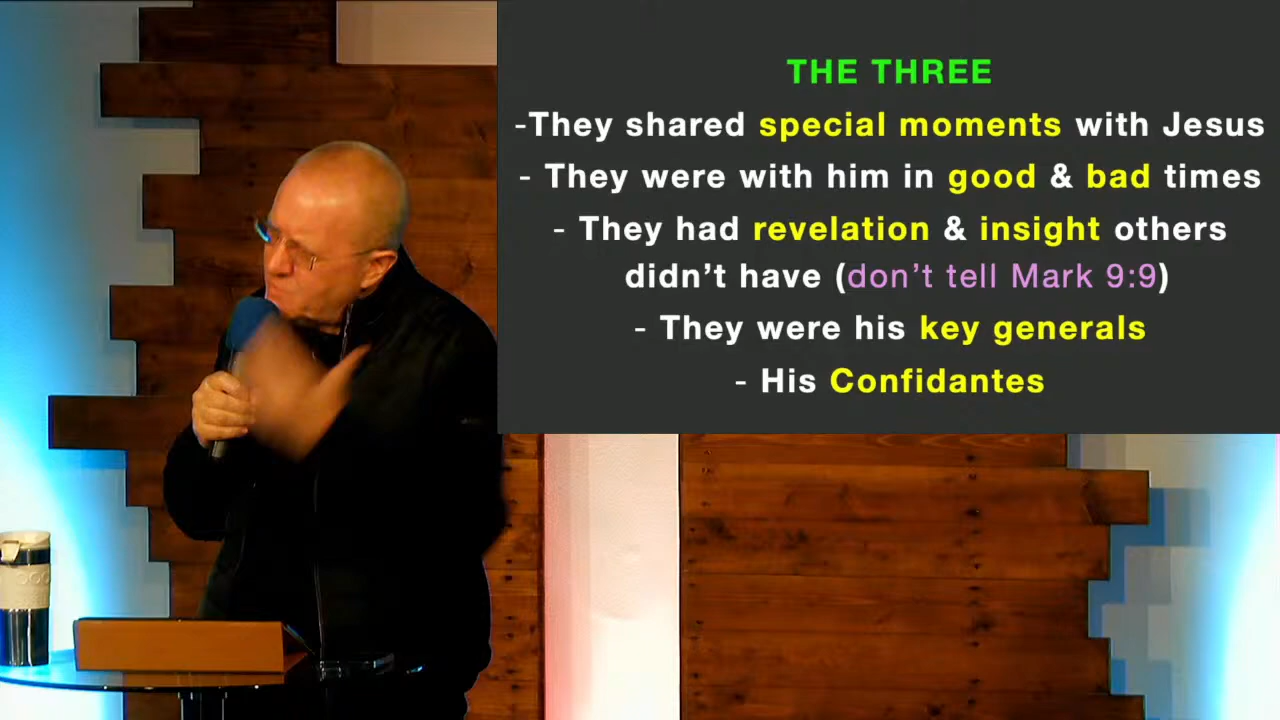 THE THREE
-They shared special moments with Jesus
- They were with him in good & bad times
- They had revelation & insight others
didn’t have (don’t tell Mark 9:9)
- They were his key generals
- His Confidantes